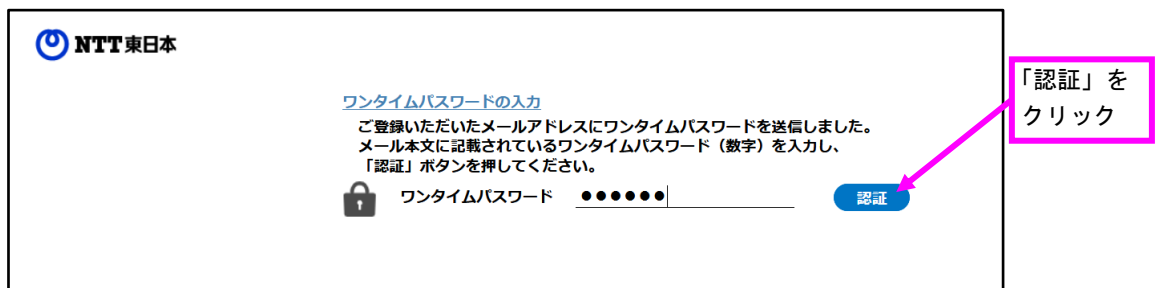 NTT東日本
ワンタイムパスワードの入力
ご登録いただいたメールアドレスにワンタイムパスワードを送信しました。
メール本文に記載されているワンタイムパスワード（数字）を入力し、
「認証」ボタンを押してください。
ワンタイムパスワード ●●●●●● 認証
「認証」を
クリック